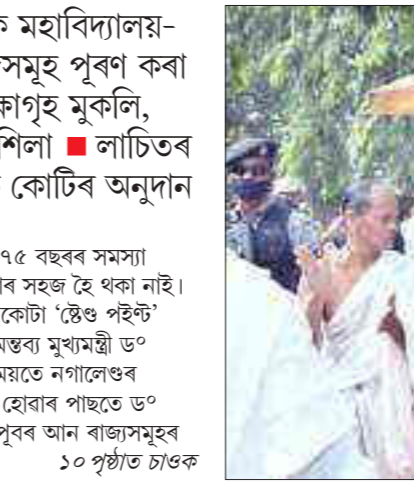 ক মহাবিদ্যালয়-
সমূহ পূৰণ কৰা
কাগৃহ মুকলি,
শিলা ■ লাচিতৰ
কোটিৰ অনুদান
৭৫ বছৰৰ সমস্যা
ৰ সহজ হৈ থকা নাই।
কোটা ‘ষ্টেণ্ড পইণ্ট’
মন্তব্য মুখ্যমন্ত্ৰী ড°
ময়তে নগালেণ্ডৰ
হোৱাৰ পাছতে ড°
পূবৰ আন ৰাজ্যসমূহৰ
১০ পৃষ্ঠাত চাওক